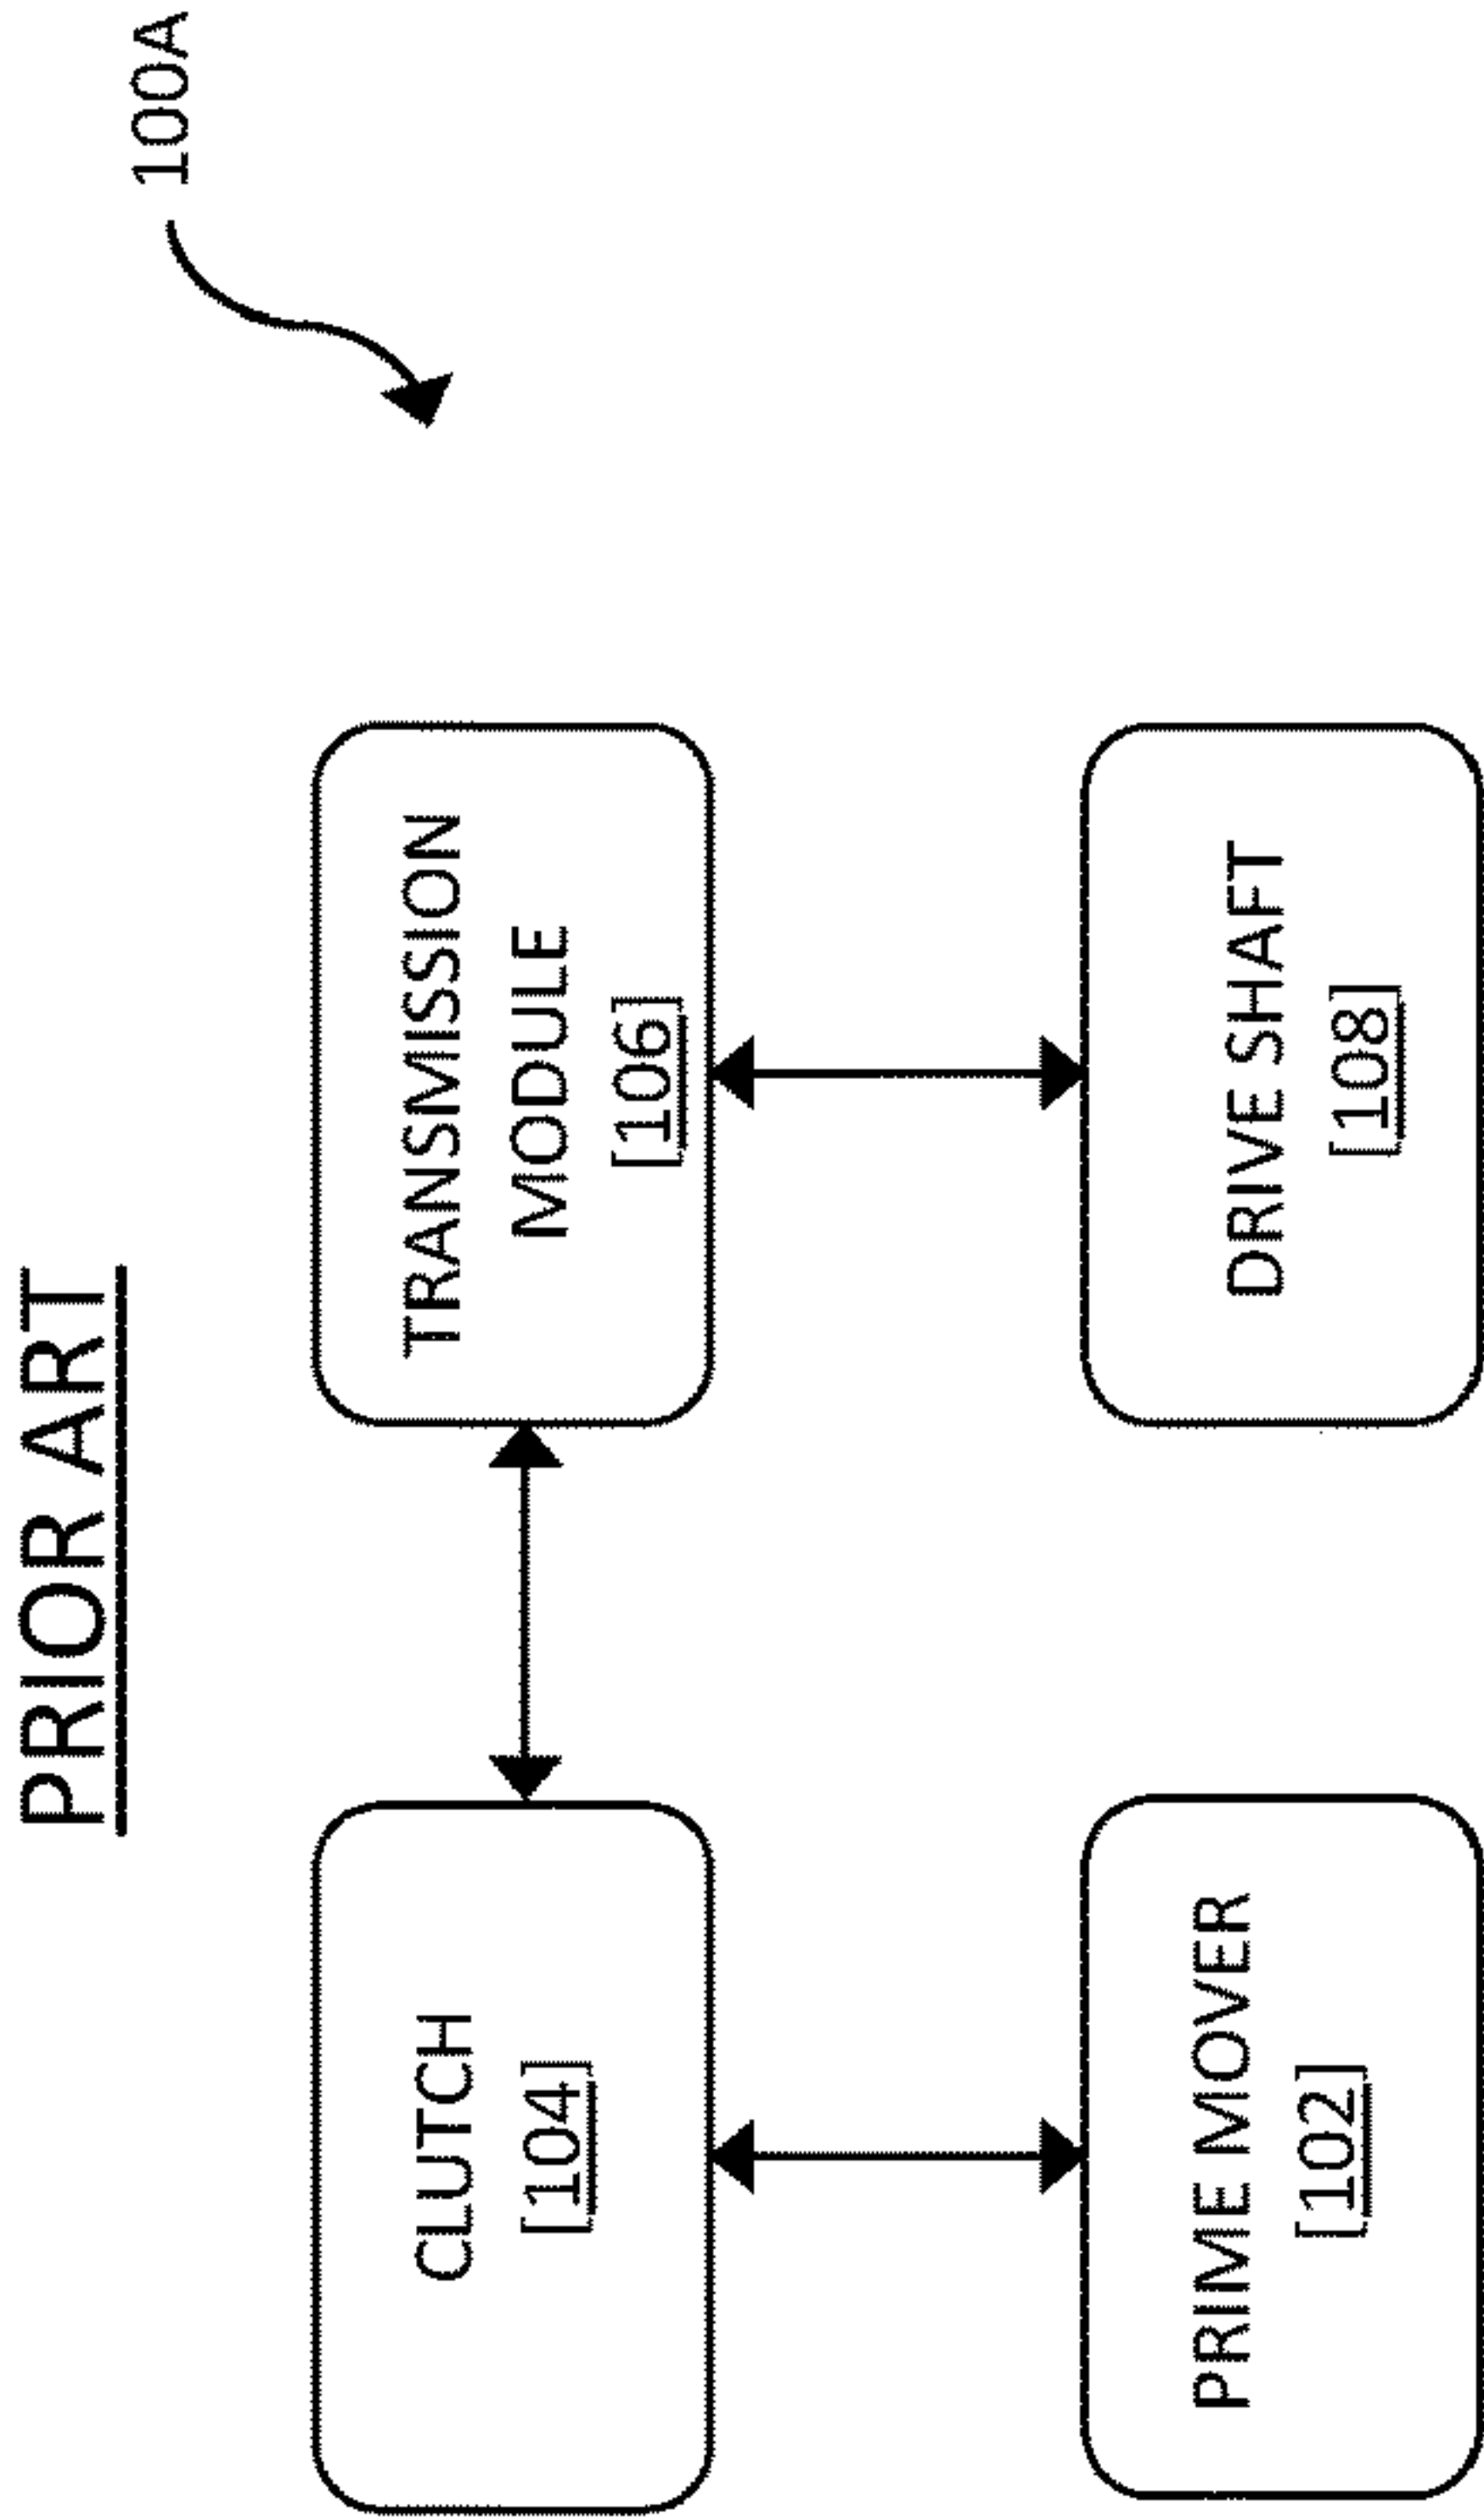 PRIOR ART
100A
CLUTCH
[104]
TRANSMISSION
MODULE
[106]
PRIME MOVER
[102]
DRIVE SHAFT
[108]